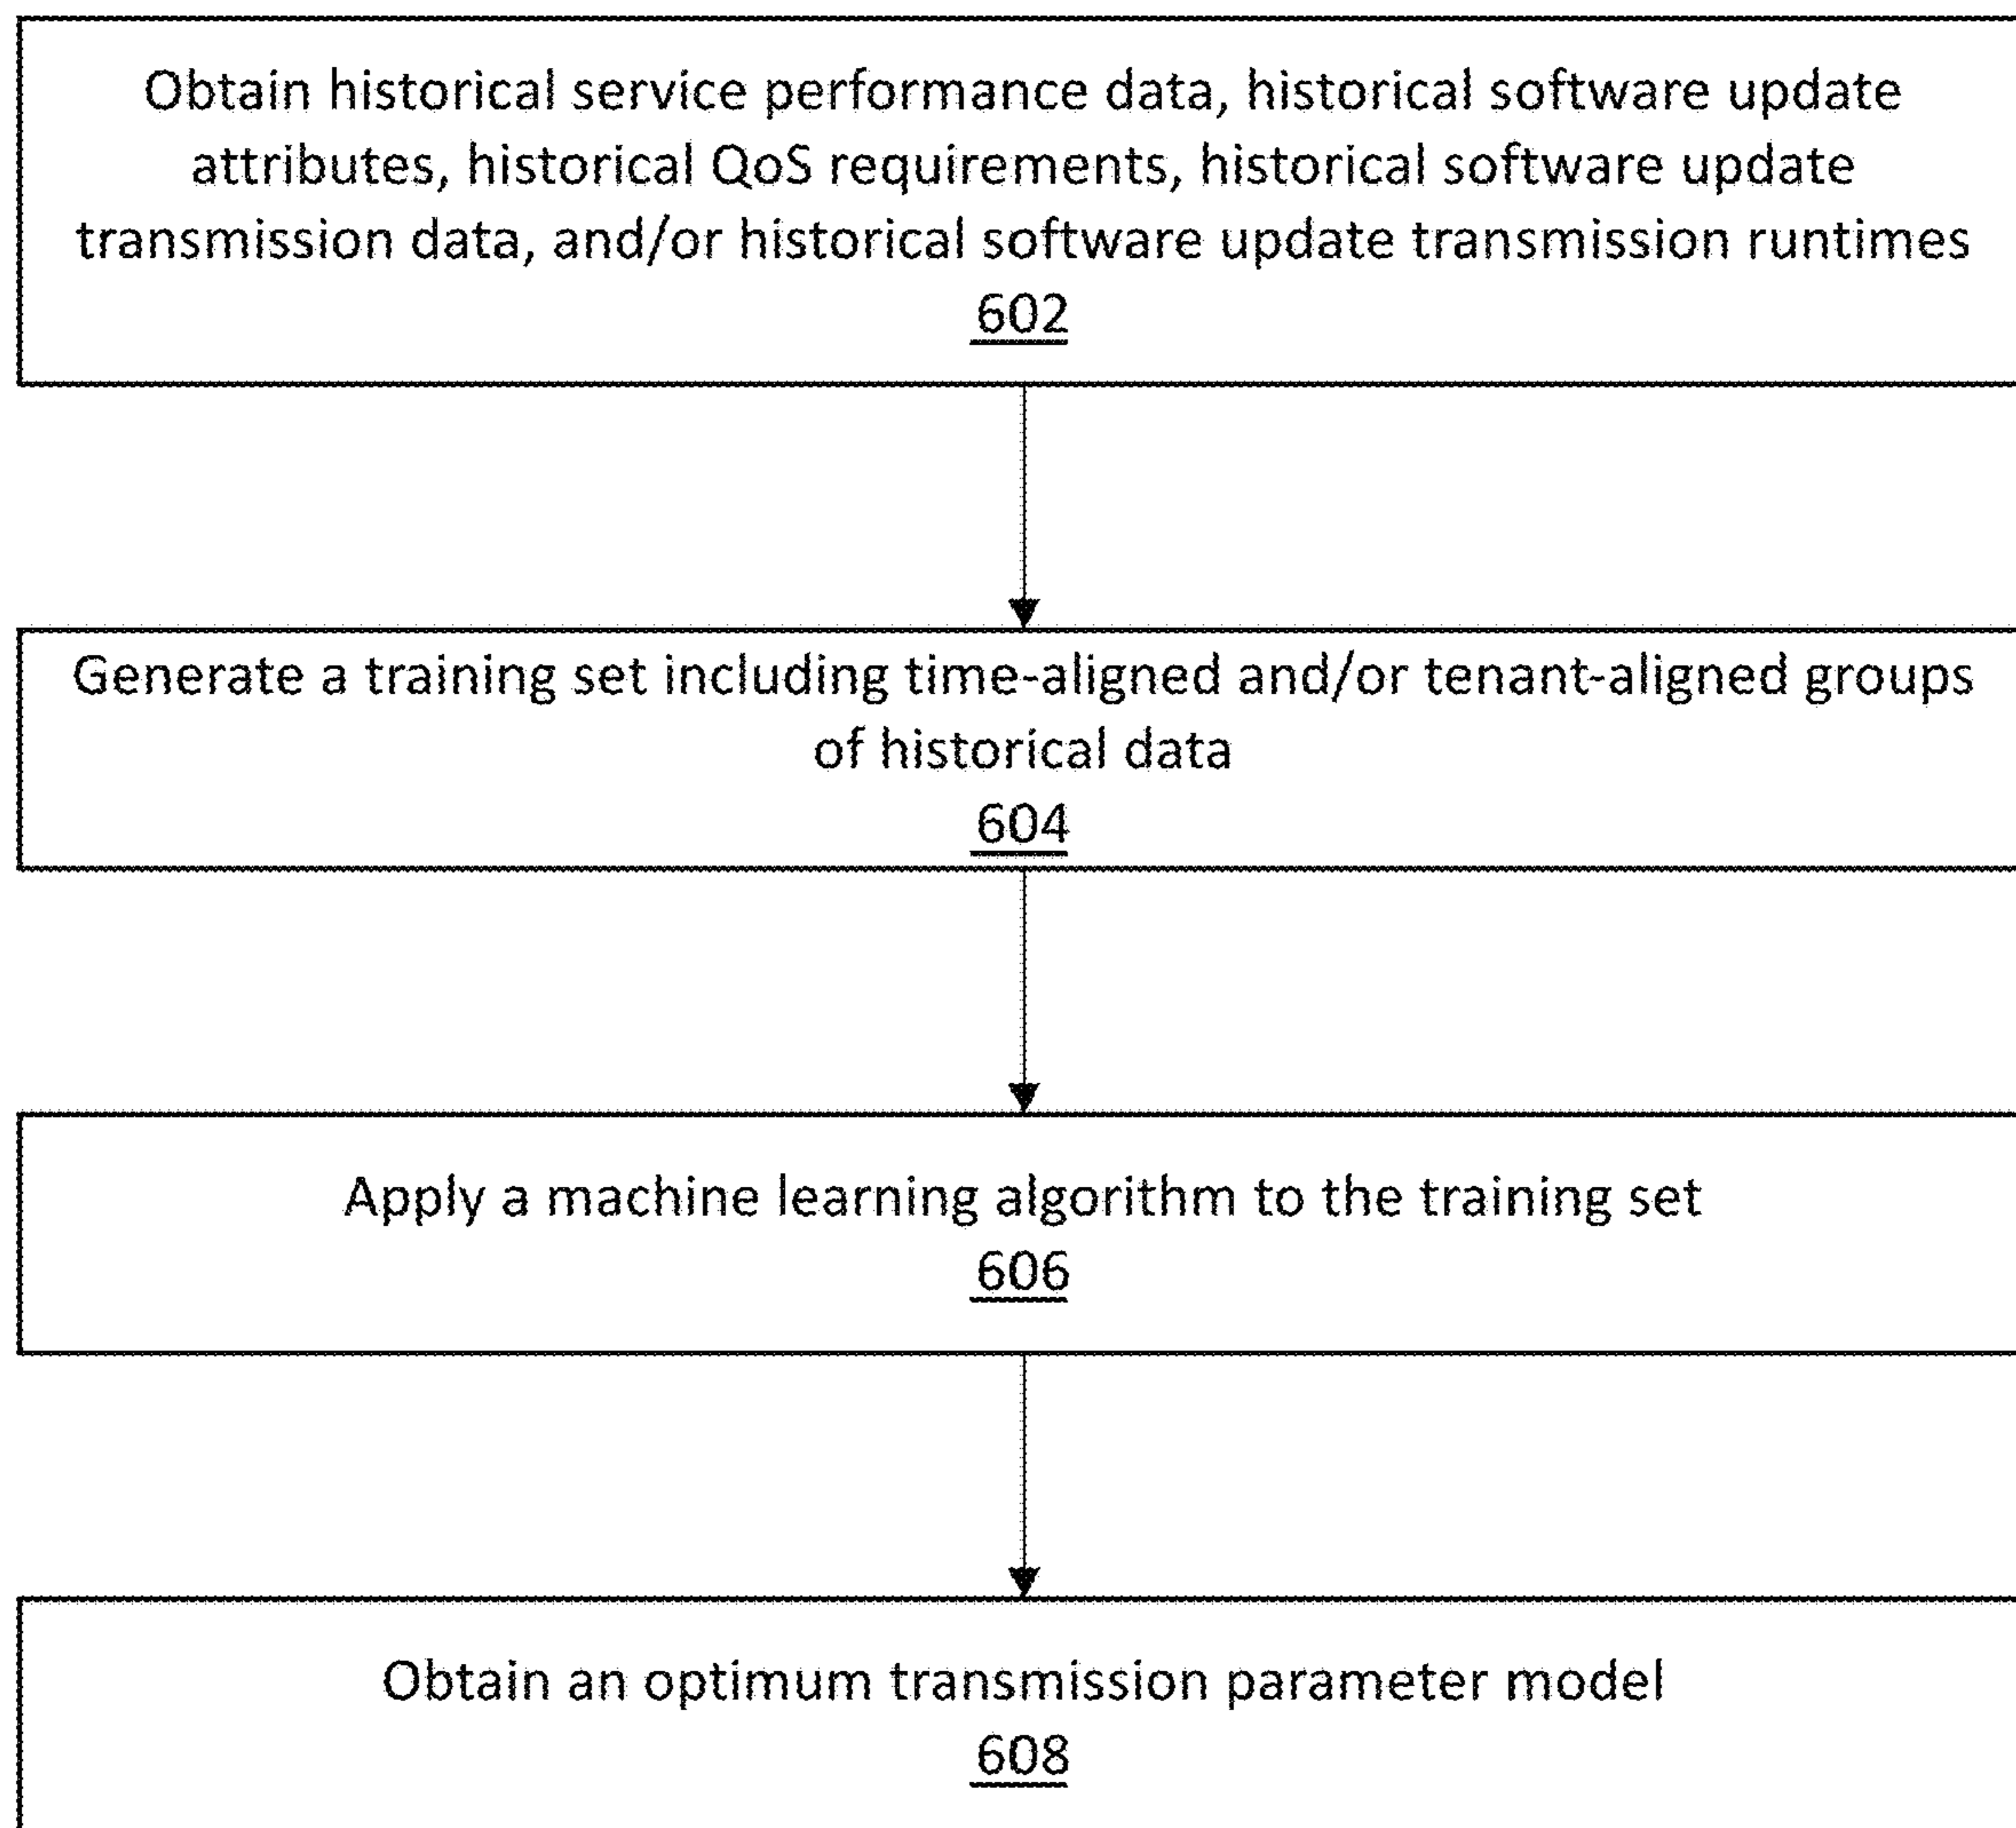 Obtain historical service performance data, historical software update
attributes, historical QoS requirements, historical software update
transmission data, and/or historical software update transmission runtimes
602
Generate a training set including time-aligned and/or tenant-aligned groups
of historical data
604
Apply a machine learning algorithm to the training set
606
Obtain an optimum transmission parameter model
608